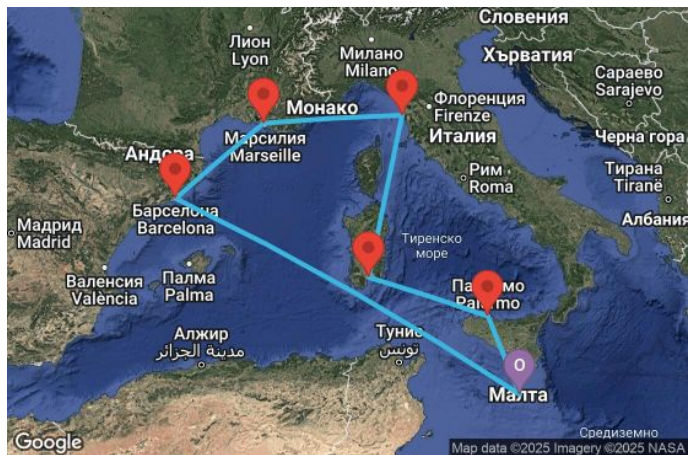 Словения
Лион
Lyon
Милано
Milano
Хърватия
Сараево
Sarajevo
Монако
Флоренция
Firenze
Марсилия
Marseille
Италия
Черна гора
Андора
Рим
Roma
Тирана
Tiranë
Барселона
Barcelona
Албания
Мадрид
Madrid
Тиренско
море
Валенсия
València
Палма
Palma
Палермо
Palermo
Алжир
مدينة الجزائر
Тунис
تونس
O
Малта
Средиземно
Google
Map data ©2025 Imagery ©2025 NASA